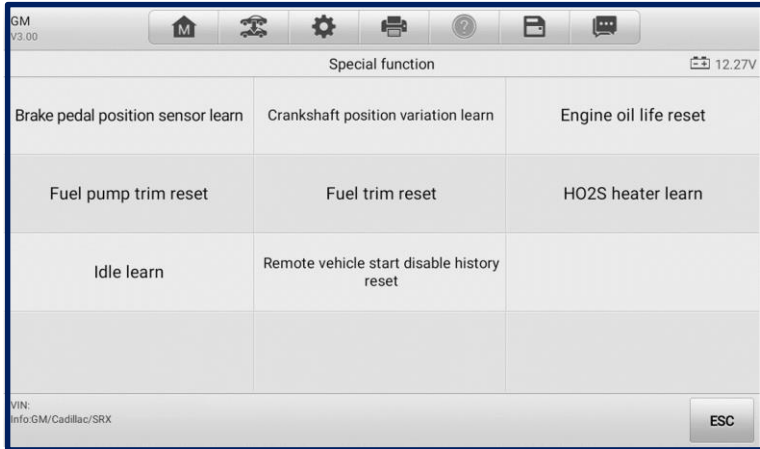 GM
V3.00
M
?
Special function
12.27V
Brake pedal position sensor learn
Crankshaft position variation learn
Engine oil life reset
Fuel pump trim reset
Fuel trim reset
HO2S heater learn
Idle learn
Remote vehicle start disable history
reset
VIN:
Info:GM/Cadillac/SRX
ESC